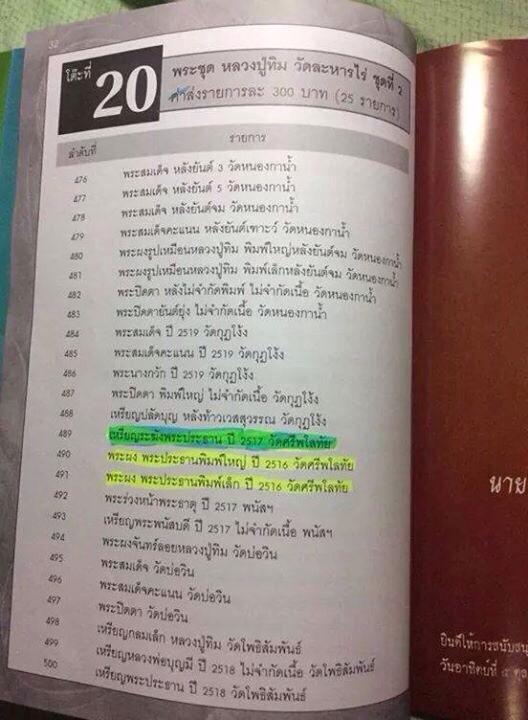 32
โต๊ะที่ 20
พระชุด หลวงปู่ทิม วัดละหารไร่ ชุดที่ 2
ค่าส่งรายการละ 300 บาท (25 รายการ)
ลำดับที่ รายการ
476 พระสมเด็จ หลังยันต์ 3 วัดหนองกาน้ำ
477 พระสมเด็จ หลังยันต์ 5 วัดหนองกาน้ำ
478 พระสมเด็จ หลังยันต์จม วัดหนองกาน้ำ
479 พระสมเด็จคะแนน หลังยันต์เฑาะว์ วัดหนองกาน้ำ
480 พระผงรูปเหมือนหลวงปู่ทิม พิมพ์ใหญ่หลังยันต์จม วัดหนองกาน้ำ
481 พระผงรูปเหมือนหลวงปู่ทิม พิมพ์เล็กหลังยันต์จม วัดหนองกาน้ำ
482 พระปิดตา หลังไม่จำกัดพิมพ์ ไม่จำกัดเนื้อ วัดหนองกาน้ำ
483 พระปิดตายันต์ยุ่ง ไม่จำกัดเนื้อ วัดหนองกาน้ำ
484 พระสมเด็จ ปี 2519 วัดกุฏโง้ง
485 พระสมเด็จคะแนน ปี 2519 วัดกุฏโง้ง
486 พระนางกวัก ปี 2519 วัดกุฏโง้ง
487 พระปิดตา พิมพ์ใหญ่ ไม่จำกัดเนื้อ วัดกุฏโง้ง
488 เหรียญปลัดบุญ หลังท้าวเวสสุวรรณ วัดกุฏโง้ง
489 เหรียญระฆังพระประธาน ปี 2517 วัดศรีพโลทัย
490 พระผง พระประธานพิมพ์ใหญ่ ปี 2516 วัดศรีพโลทัย
491 พระผง พระประธานพิมพ์เล็ก ปี 2516 วัดศรีพโลทัย
492 พระร่วงหน้าพระธาตุ ปี 2517 พนัสฯ
493 เหรียญพระพนัสบดี ปี 2517 ไม่จำกัดเนื้อ พนัสฯ
494 พระผงจันทร์ลอยหลวงปู่ทิม วัดบ่อวิน
495 พระสมเด็จ วัดบ่อวิน
496 พระสมเด็จคะแนน วัดบ่อวิน
497 พระปิดตา วัดบ่อวิน
498 เหรียญกลมเล็ก หลวงปู่ทิม วัดโพธิสัมพันธ์
499 เหรียญหลวงพ่อบุญมี ปี 2518 ไม่จำกัดเนื้อ วัดโพธิสัมพันธ์
500 เหรียญพระประธาน ปี 2518 วัดโพธิสัมพันธ์
นาย
ยินดีให้การสนับสนุ
วันอาทิตย์ที่ ๕ ตุล